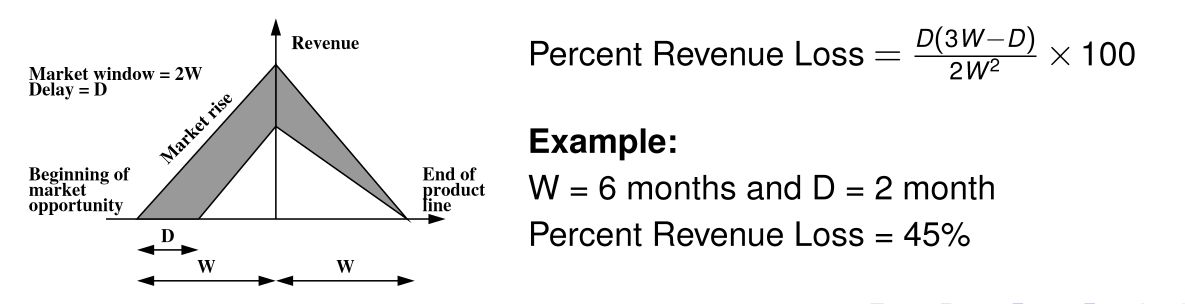 Revenue
Market window = 2W
Delay = D
Market rise
Beginning of
market
opportunity
End of
product
line
D
W
W
Percent Revenue Loss = \frac{D(3W−D)}{2W²} × 100
Example:
W = 6 months and D = 2 month
Percent Revenue Loss = 45%